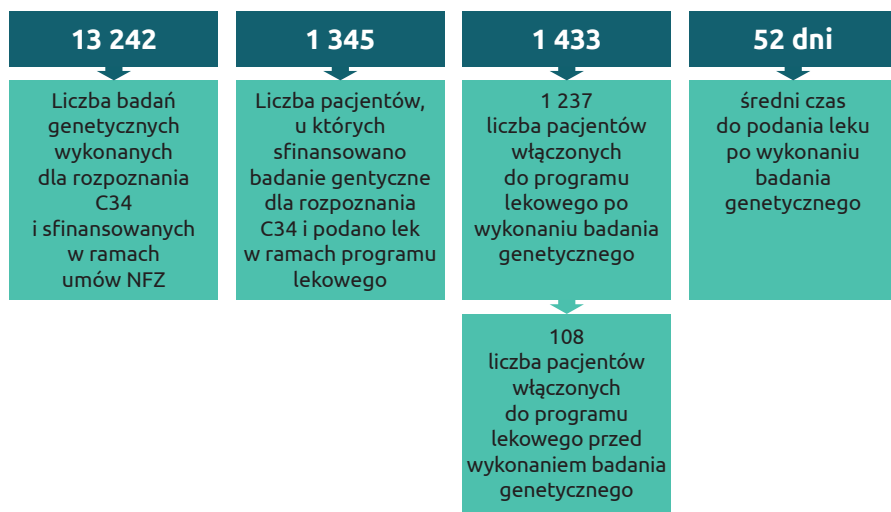 13 242
Liczba badań
genetycznych
wykonanych
dla rozpoznania
C34
i sfinansowanych
w ramach
umów NFZ
1 345
Liczba pacjentów,
u których
sfinansowano
badanie gentyczne
dla rozpoznania
C34 i podano lek
w ramach programu
lekowego
1 433
1 237
liczba pacjentów
włączonych
do programu
lekowego po
wykonaniu badania
genetycznego
108
liczba pacjentów
włączonych
do programu
lekowego przed
wykonaniem badania
genetycznego
52 dni
średni czas
do podania leku
po wykonaniu
badania
genetycznego